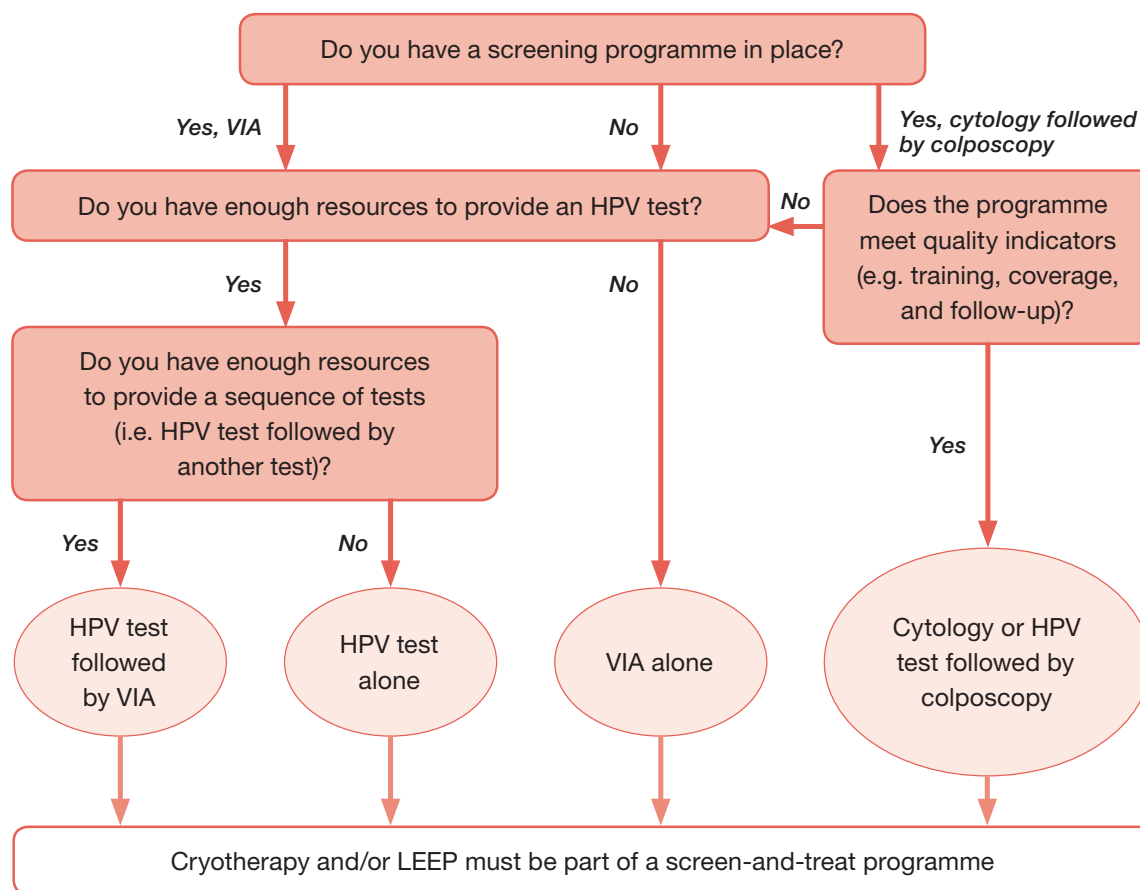 Do you have a screening programme in place?
Yes, VIA
No
Yes, cytology followed
by colposcopy
Do you have enough resources to provide an HPV test?
No
Does the programme
meet quality indicators
(e.g. training, coverage,
and follow-up)?
Yes
No
Do you have enough resources
to provide a sequence of tests
(i.e. HPV test followed by
another test)?
Yes
Yes
No
HPV test
followed
by VIA
HPV test
alone
VIA alone
Cytology or HPV
test followed by
colposcopy
Cryotherapy and/or LEEP must be part of a screen-and-treat programme